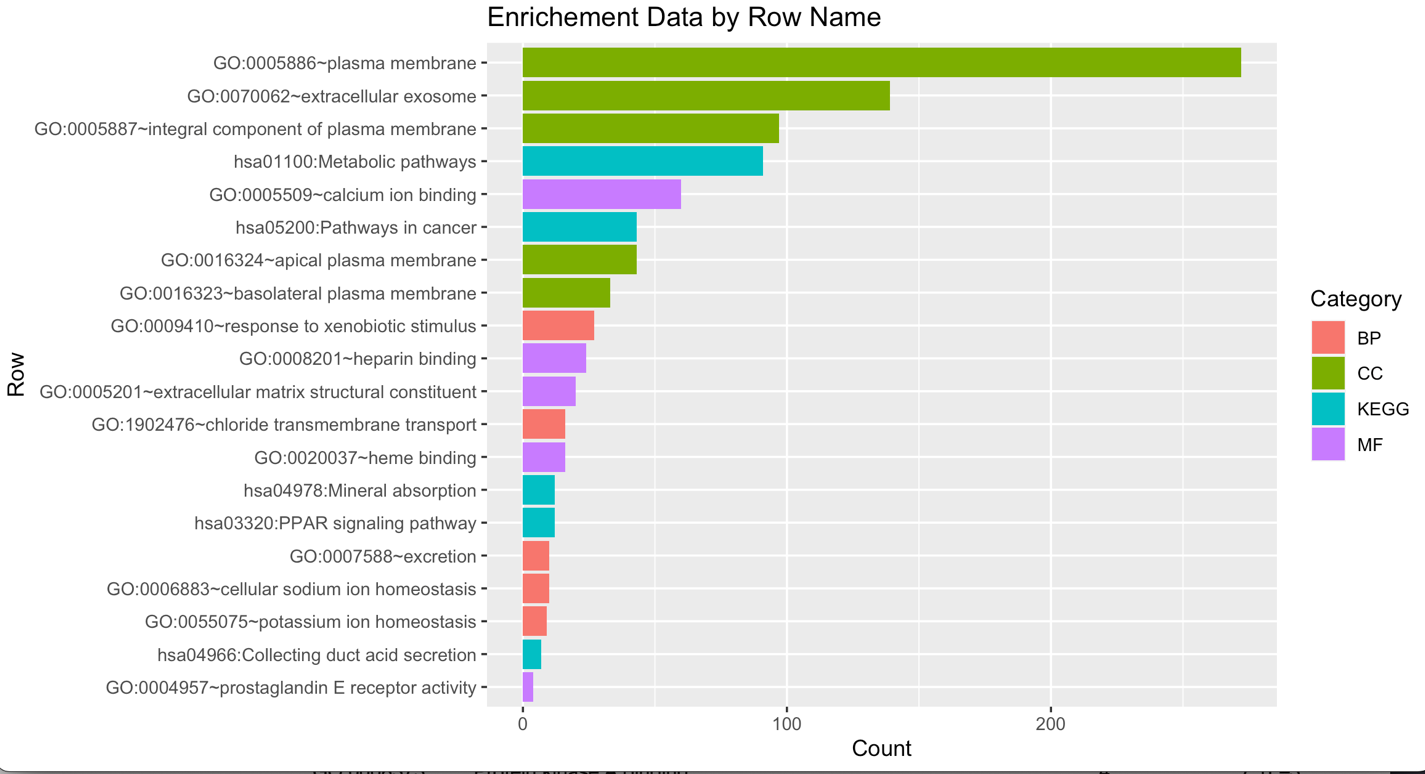 Enrichement Data by Row Name
GO:0005886~plasma membrane
GO:0070062~extracellular exosome
GO:0005887~integral component of plasma membrane
hsa01100:Metabolic pathways
GO:0005509~calcium ion binding
hsa05200:Pathways in cancer
GO:0016324~apical plasma membrane
GO:0016323~basolateral plasma membrane
GO:0009410~response to xenobiotic stimulus
GO:0008201~heparin binding
GO:0005201~extracellular matrix structural constituent
GO:1902476~chloride transmembrane transport
GO:0020037~heme binding
hsa04978:Mineral absorption
hsa03320:PPAR signaling pathway
GO:0007588~excretion
GO:0006883~cellular sodium ion homeostasis
GO:0055075~potassium ion homeostasis
hsa04966:Collecting duct acid secretion
GO:0004957~prostaglandin E receptor activity
Row
0 100 200
Count
Category
BP
CC
KEGG
MF